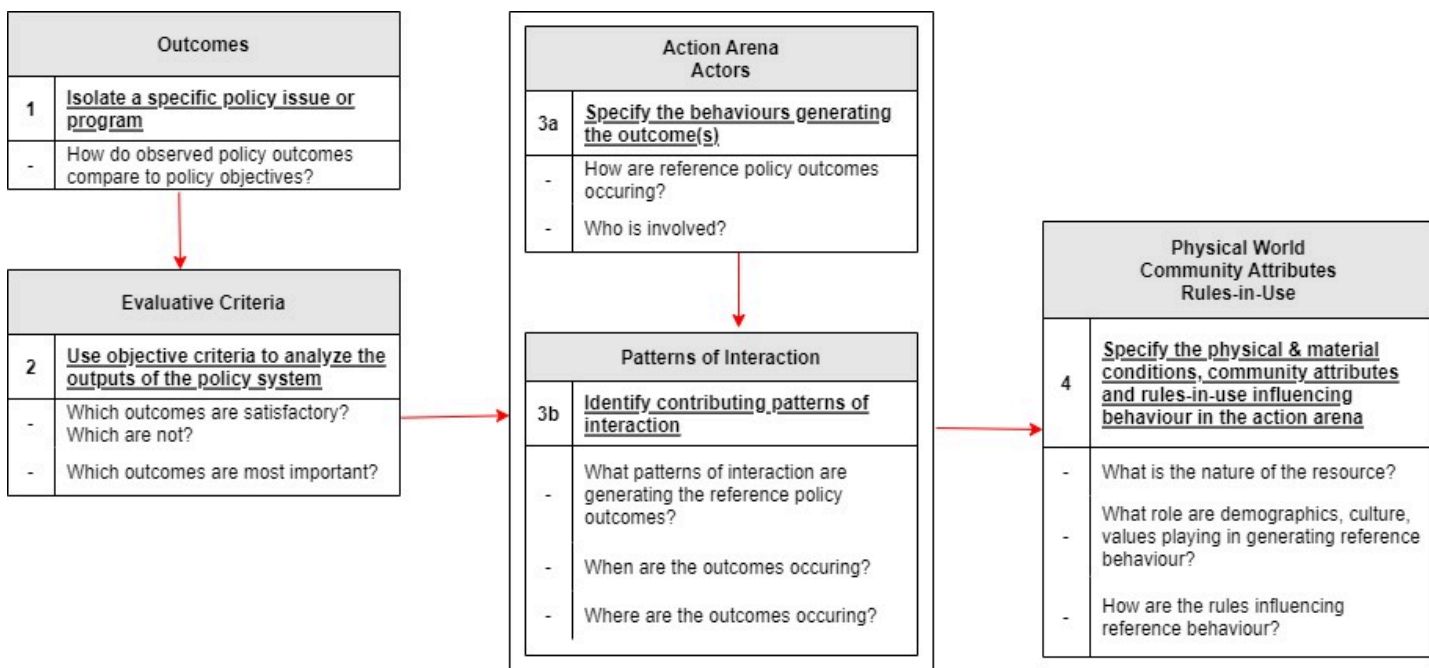 Outcomes
1
Isolate a specific policy issue or
program
-
How do observed policy outcomes
compare to policy objectives?
Evaluative Criteria
2
Use objective criteria to analyze the
outputs of the policy system
-
Which outcomes are satisfactory?
Which are not?
-
Which outcomes are most important?
Action Arena
Actors
3a
Specify the behaviours generating
the outcome(s)
-
How are reference policy outcomes
occuring?
-
Who is involved?
Patterns of Interaction
3b
Identify contributing patterns of
interaction
-
What patterns of interaction are
generating the reference policy
outcomes?
-
When are the outcomes occuring?
-
Where are the outcomes occuring?
Physical World
Community Attributes
Rules-in-Use
4
Specify the physical & material
conditions, community attributes
and rules-in-use influencing
behaviour in the action arena
-
What is the nature of the resource?
-
What role are demographics, culture,
values playing in generating reference
behaviour?
-
How are the rules influencing
reference behaviour?